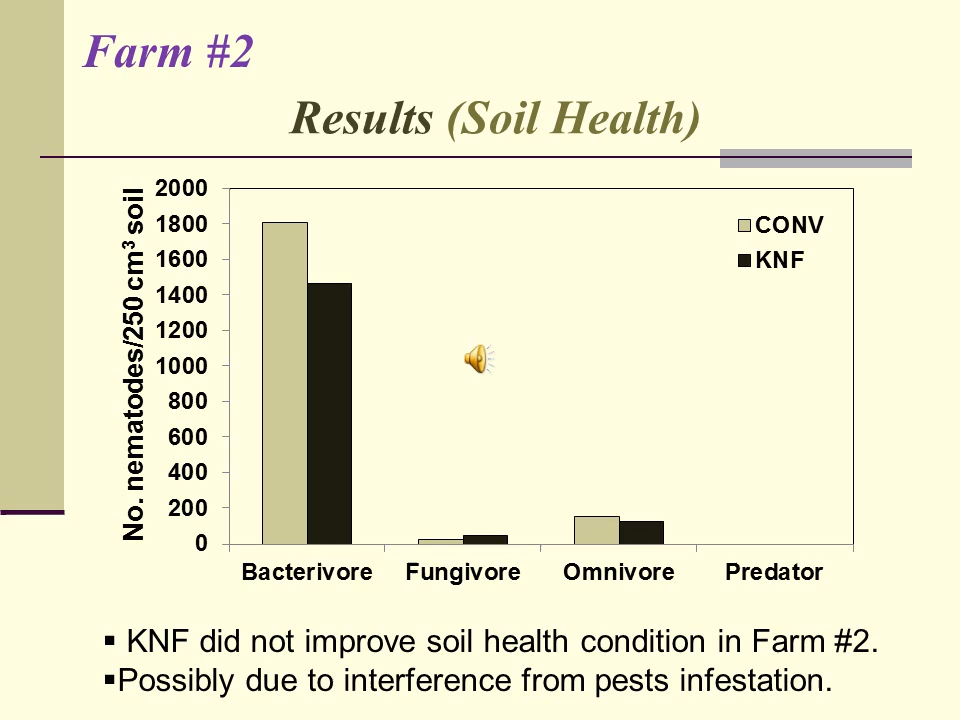 Farm #2
Results (Soil Health)
No. nematodes/250 cm³ soil
2000
1800
1600
1400
1200
1000
800
600
400
200
0
CONV
KNF
Bacterivore Fungivore Omnivore Predator
▪ KNF did not improve soil health condition in Farm #2.
▪Possibly due to interference from pests infestation.